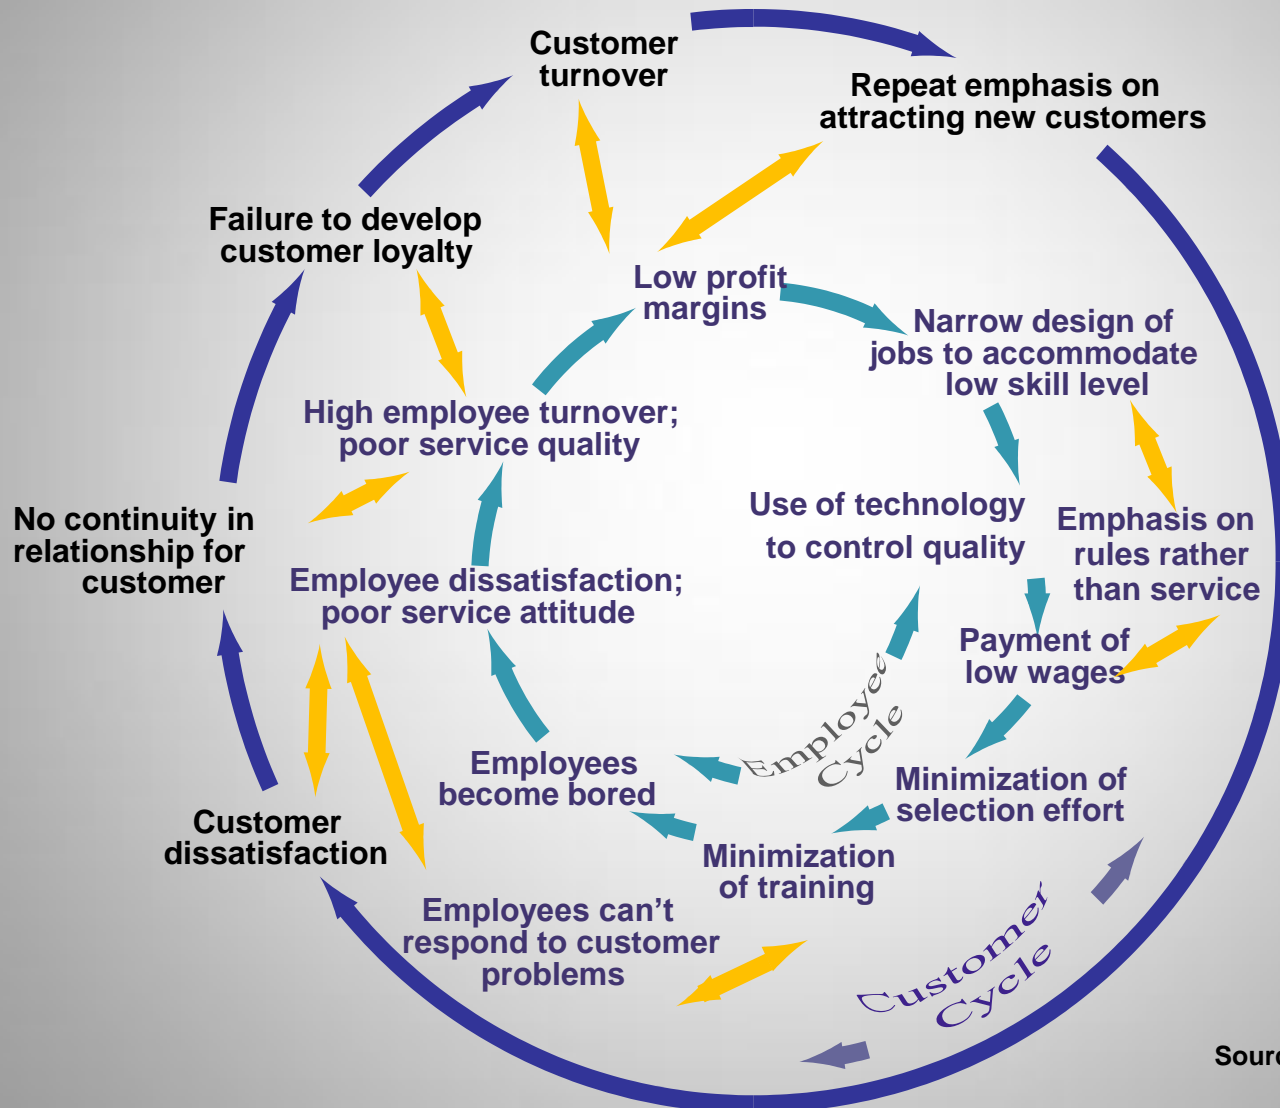 Customer
turnover
Repeat emphasis on
attracting new customers
Failure to develop
customer loyalty
Low profit
margins
Narrow design of
jobs to accommodate
low skill level
High employee turnover;
poor service quality
Use of technology
to control quality
Emphasis on
rules rather
than service
No continuity in
relationship for
customer
Employee dissatisfaction;
poor service attitude
Payment of
low wages
Employee
Cycle
Employees
become bored
Minimization of
selection effort
Customer
dissatisfaction
Minimization
of training
Employees can’t
respond to customer
problems
Customer
Cycle